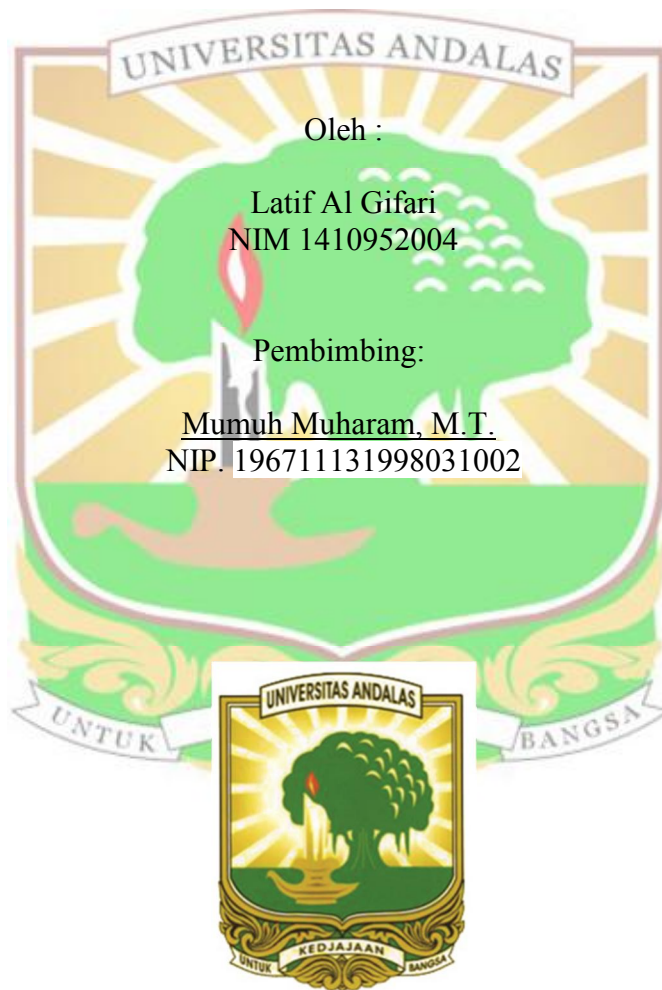 UNIVERSITAS ANDALAS
Oleh :
Latif Al Gifari
NIM 1410952004
Pembimbing:
Mumuh Muharam, M.T.
NIP. 196711131998031002
UNTUK
BANGSA
UNIVERSITAS ANDALAS
KEDJAJAAN
UNTUK
BANGSA